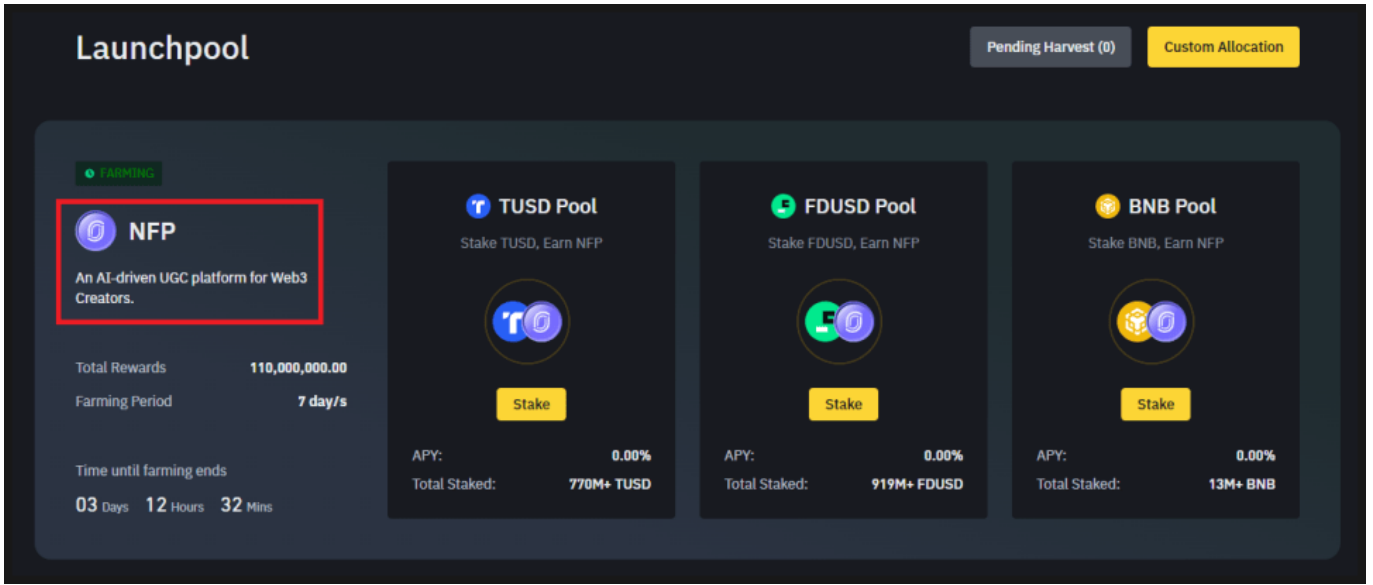 Launchpool
Pending Harvest (0)
Custom Allocation
FARMING
NFP
An AI-driven UGC platform for Web3
Creators.
Total Rewards 110,000,000.00
Farming Period 7 day/s
Time until farming ends
03 Days 12 Hours 32 Mins
TUSD Pool
Stake TUSD, Earn NFP
Stake
APY: 0.00%
Total Staked: 770M+ TUSD
FDUSD Pool
Stake FDUSD, Earn NFP
Stake
APY: 0.00%
Total Staked: 919M+ FDUSD
BNB Pool
Stake BNB, Earn NFP
Stake
APY: 0.00%
Total Staked: 13M+ BNB